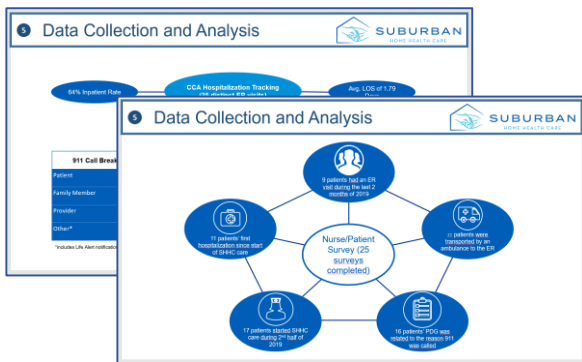 5 Data Collection and Analysis
SUBURBAN
HOME HEALTH CARE
64% Inpatient Rate
CCA Hospitalization Tracking
(25 distinct ER visits)
Avg. LOS of 1.79
911 Call Break
Patient
Family Member
Provider
Other*
*Includes Life Alert notification
5 Data Collection and Analysis
SUBURBAN
HOME HEALTH CARE
9 patients had an ER
visit during the last 2
months of 2019
11 patients' first
hospitalization since start
of SHHC care
Nurse/Patient
Survey (25
surveys
completed)
patients were
transported by an
ambulance to the ER
17 patients started SHHC
care during 2nd half of
2019
16 patients' PDG was
related to the reason 911
was called